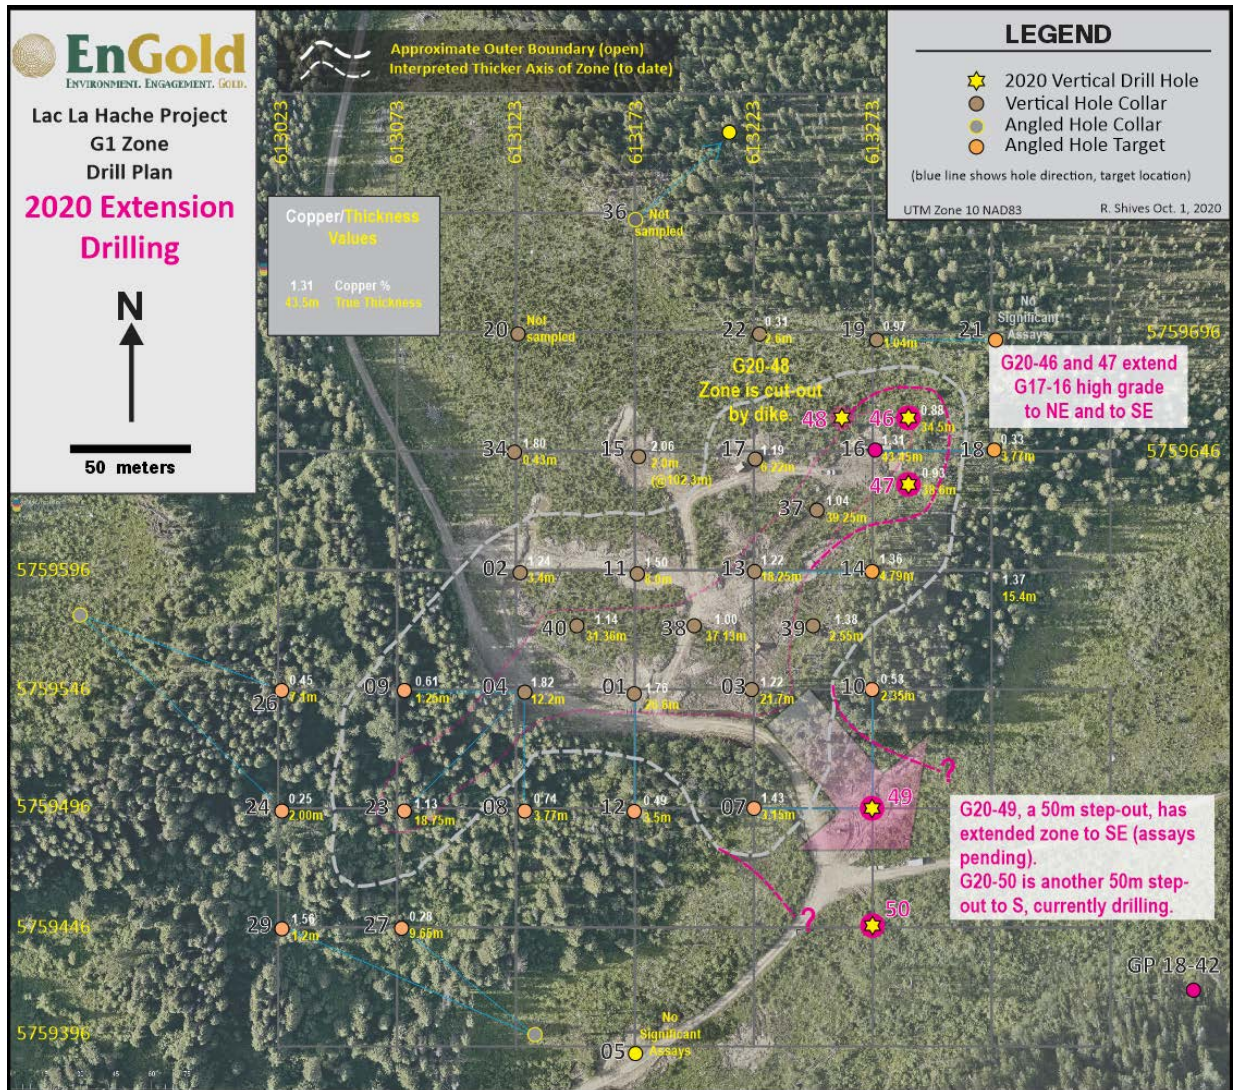 EnGold
ENVIRONMENT. ENGAGEMENT. GOLD.
Lac La Hache Project
G1 Zone
Drill Plan
2020 Extension
Drilling
N
50 meters
Approximate Outer Boundary (open)
Interpreted Thicker Axis of Zone (to date)
LEGEND
2020 Vertical Drill Hole
Vertical Hole Collar
Angled Hole Collar
Angled Hole Target
(blue line shows hole direction, target location)
UTM Zone 10 NAD83 R. Shives Oct. 1, 2020
613023
613073
613123
613173
613223
613273
Copper/Thickness
Values
1.31 Copper %
43.5m True Thickness
36
Not
sampled
20
Not
sampled
22
0.31
2.6m
19
0.97
1.04m
21
No
Significant
Assays
5759696
G20-48
Zone is cut-out
by dike.
G20-46 and 47 extend
G17-16 high grade
to NE and to SE
48
46
0.88
34.5m
34
1.80
0.43m
15
2.06
2.0m
(@102.3m)
17
1.19
6.22m
16
1.31
43.45m
18
0.33
3.77m
5759646
47
0.93
38.6m
37
1.04
39.25m
5759596
02
1.24
3.4m
11
1.50
6.0m
13
1.22
18.25m
14
1.36
4.79m
1.37
15.4m
40
1.14
31.36m
38
1.00
37.13m
39
1.38
2.55m
5759546
26
0.45
7.1m
09
0.61
1.25m
04
1.82
12.2m
01
1.76
26.6m
03
1.22
21.7m
10
0.53
2.35m
?
5759496
24
0.25
2.00m
23
1.13
18.75m
08
0.74
3.77m
12
0.49
3.5m
07
1.43
3.15m
49
G20-49, a 50m step-out, has
extended zone to SE (assays
pending).
G20-50 is another 50m step-
out to S, currently drilling.
?
5759446
29
1.56
1.2m
27
0.28
9.65m
50
GP 18-42
5759396
05
No
Significant
Assays